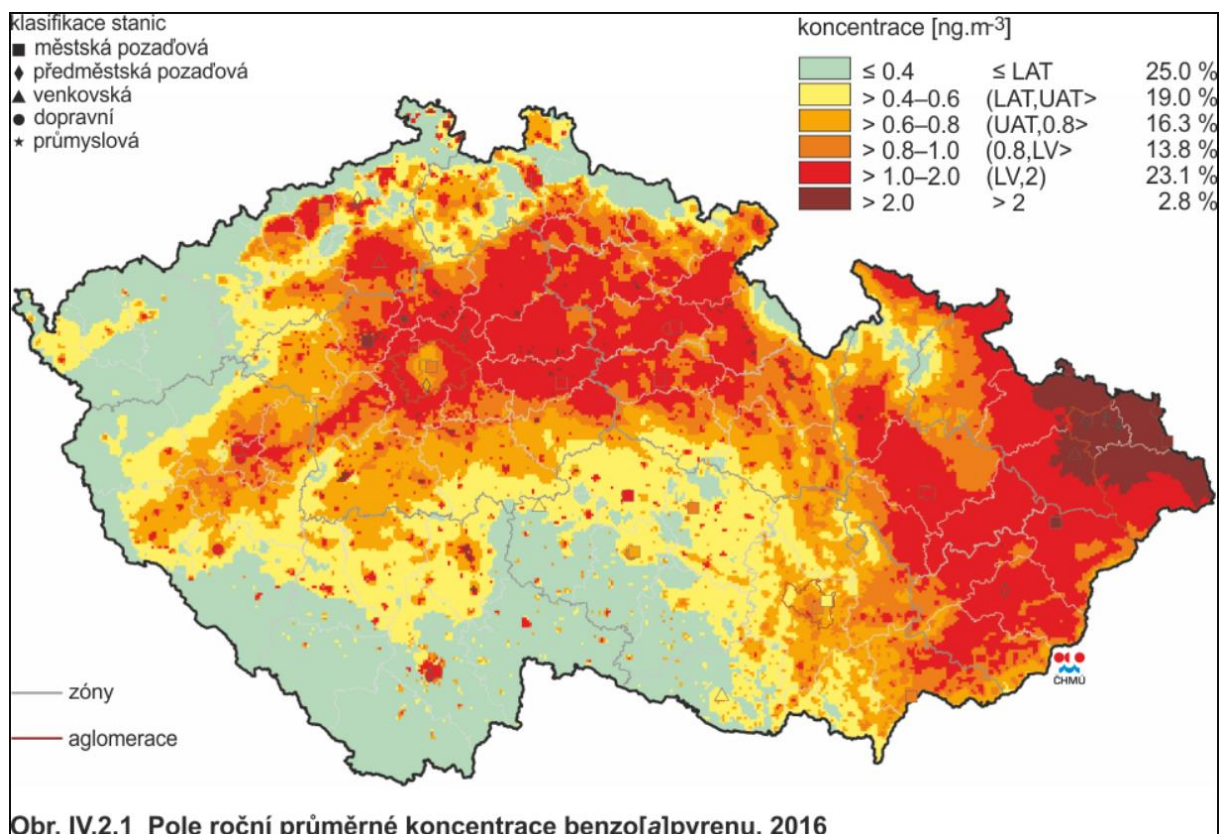 klasifikace stanic
městská pozaďová
předměstská pozaďová
venkovská
dopravní
průmyslová
koncentrace [ng.m-3]
≤ 0.4 ≤ LAT 25.0 %
> 0.4–0.6 (LAT,UAT> 19.0 %
> 0.6–0.8 (UAT,0.8> 16.3 %
> 0.8–1.0 (0.8,LV> 13.8 %
> 1.0–2.0 (LV,2) 23.1 %
> 2.0 > 2 2.8 %
ČHMÚ
zóny
aglomerace
Obr. IV.2.1 Pole roční průměrné koncentrace benzo[a]pyrenu, 2016